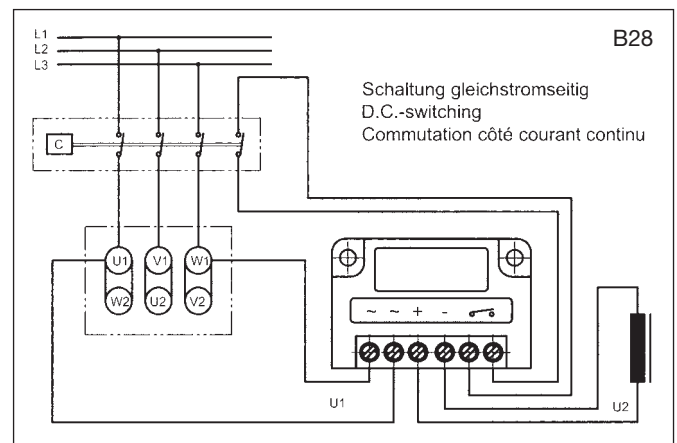 B28
L1
L2
L3
Schaltung gleichstromseitig
D.C.-switching
Commutation côté courant continu
C
U1 V1 W1
W2 U2 V2
~ ~ + -
U1
U2